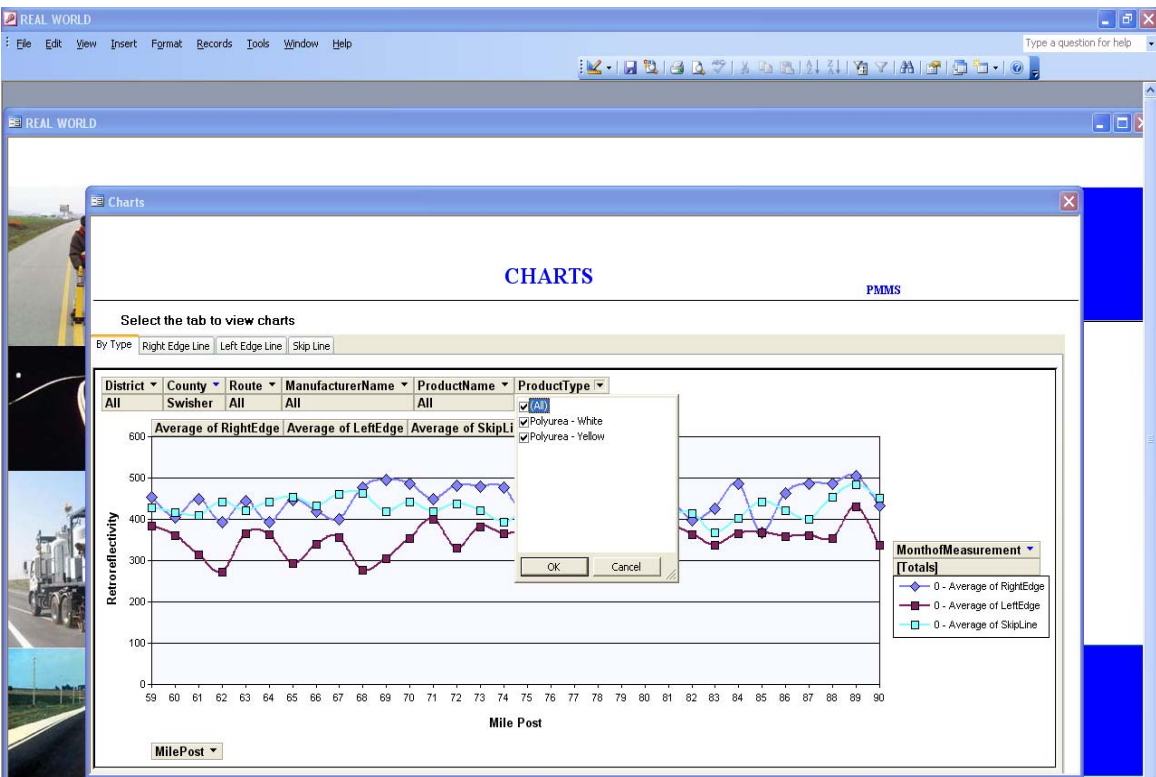 REAL WORLD
File Edit View Insert Format Records Tools Window Help
Type a question for help
REAL WORLD
Charts
CHARTS
PMMS
Select the tab to view charts
By Type Right Edge Line Left Edge Line Skip Line
District County Route ManufacturerName ProductName ProductType
All Swisher All All All
(All)
Polyurea - White
Polyurea - Yellow
OK Cancel
Average of RightEdge Average of LeftEdge Average of SkipLi
600
500
400
300
200
100
0
Retroreflectivity
59 60 61 62 63 64 65 66 67 68 69 70 71 72 73 74 75 76 77 78 79 80 81 82 83 84 85 86 87 88 89 90
Mile Post
MilePost
MonthofMeasurement
[Totals]
0 - Average of RightEdge
0 - Average of LeftEdge
0 - Average of SkipLine